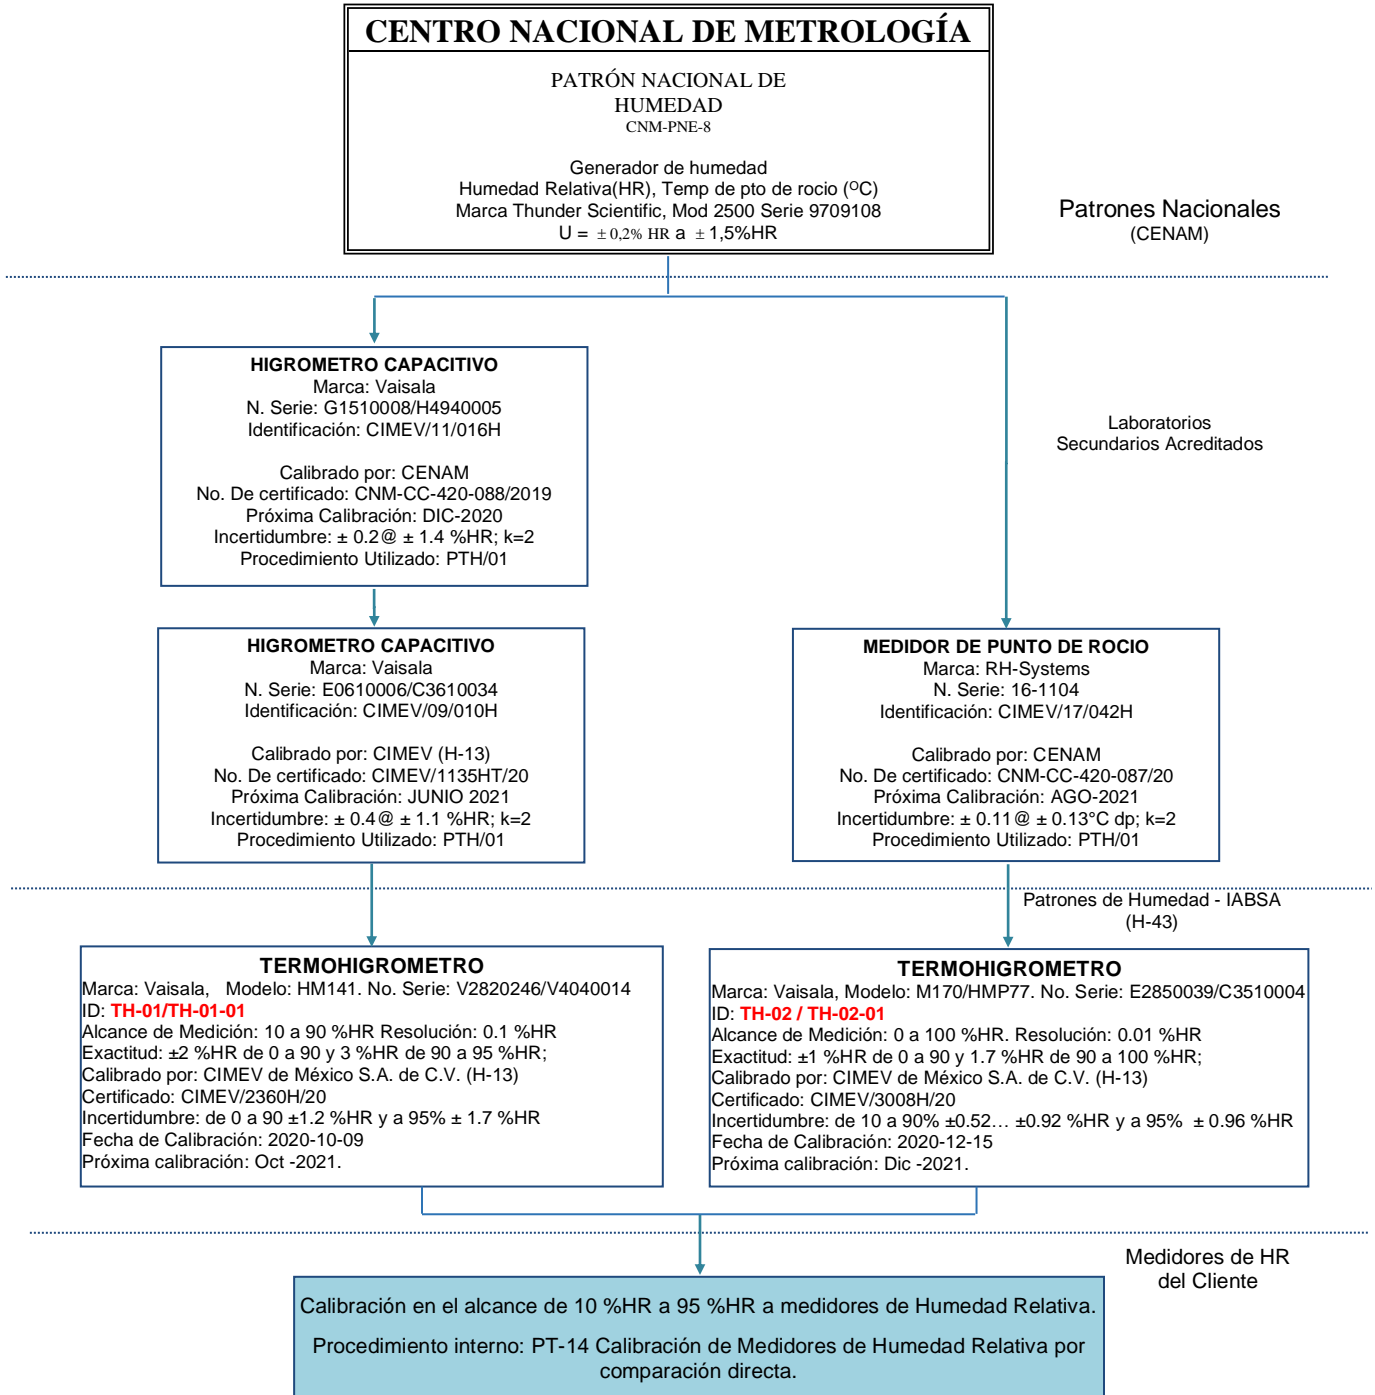 CENTRO NACIONAL DE METROLOGÍA
PATRÓN NACIONAL DE
HUMEDAD
CNM-PNE-8
Generador de humedad
Humedad Relativa(HR), Temp de pto de rocio (ᴼC)
Marca Thunder Scientific, Mod 2500 Serie 9709108
U = ± 0,2% HR a ± 1,5%HR
Patrones Nacionales
(CENAM)
HIGROMETRO CAPACITIVO
Marca: Vaisala
N. Serie: G1510008/H4940005
Identificación: CIMEV/11/016H
Calibrado por: CENAM
No. De certificado: CNM-CC-420-088/2019
Próxima Calibración: DIC-2020
Incertidumbre: ± 0.2@ ± 1.4 %HR; k=2
Procedimiento Utilizado: PTH/01
Laboratorios
Secundarios Acreditados
HIGROMETRO CAPACITIVO
Marca: Vaisala
N. Serie: E0610006/C3610034
Identificación: CIMEV/09/010H
Calibrado por: CIMEV (H-13)
No. De certificado: CIMEV/1135HT/20
Próxima Calibración: JUNIO 2021
Incertidumbre: ± 0.4@ ± 1.1 %HR; k=2
Procedimiento Utilizado: PTH/01
MEDIDOR DE PUNTO DE ROCIO
Marca: RH-Systems
N. Serie: 16-1104
Identificación: CIMEV/17/042H
Calibrado por: CENAM
No. De certificado: CNM-CC-420-087/20
Próxima Calibración: AGO-2021
Incertidumbre: ± 0.11@ ± 0.13°C dp; k=2
Procedimiento Utilizado: PTH/01
Patrones de Humedad - IABSA
(H-43)
TERMOHIGROMETRO
Marca: Vaisala, Modelo: HM141. No. Serie: V2820246/V4040014
ID: TH-01/TH-01-01
Alcance de Medición: 10 a 90 %HR Resolución: 0.1 %HR
Exactitud: ±2 %HR de 0 a 90 y 3 %HR de 90 a 95 %HR;
Calibrado por: CIMEV de México S.A. de C.V. (H-13)
Certificado: CIMEV/2360H/20
Incertidumbre: de 0 a 90 ±1.2 %HR y a 95% ± 1.7 %HR
Fecha de Calibración: 2020-10-09
Próxima calibración: Oct -2021.
TERMOHIGROMETRO
Marca: Vaisala, Modelo: M170/HMP77. No. Serie: E2850039/C3510004
ID: TH-02 / TH-02-01
Alcance de Medición: 0 a 100 %HR. Resolución: 0.01 %HR
Exactitud: ±1 %HR de 0 a 90 y 1.7 %HR de 90 a 100 %HR;
Calibrado por: CIMEV de México S.A. de C.V. (H-13)
Certificado: CIMEV/3008H/20
Incertidumbre: de 10 a 90% ±0.52… ±0.92 %HR y a 95% ± 0.96 %HR
Fecha de Calibración: 2020-12-15
Próxima calibración: Dic -2021.
Medidores de HR
del Cliente
Calibración en el alcance de 10 %HR a 95 %HR a medidores de Humedad Relativa.
Procedimiento interno: PT-14 Calibración de Medidores de Humedad Relativa por
comparación directa.